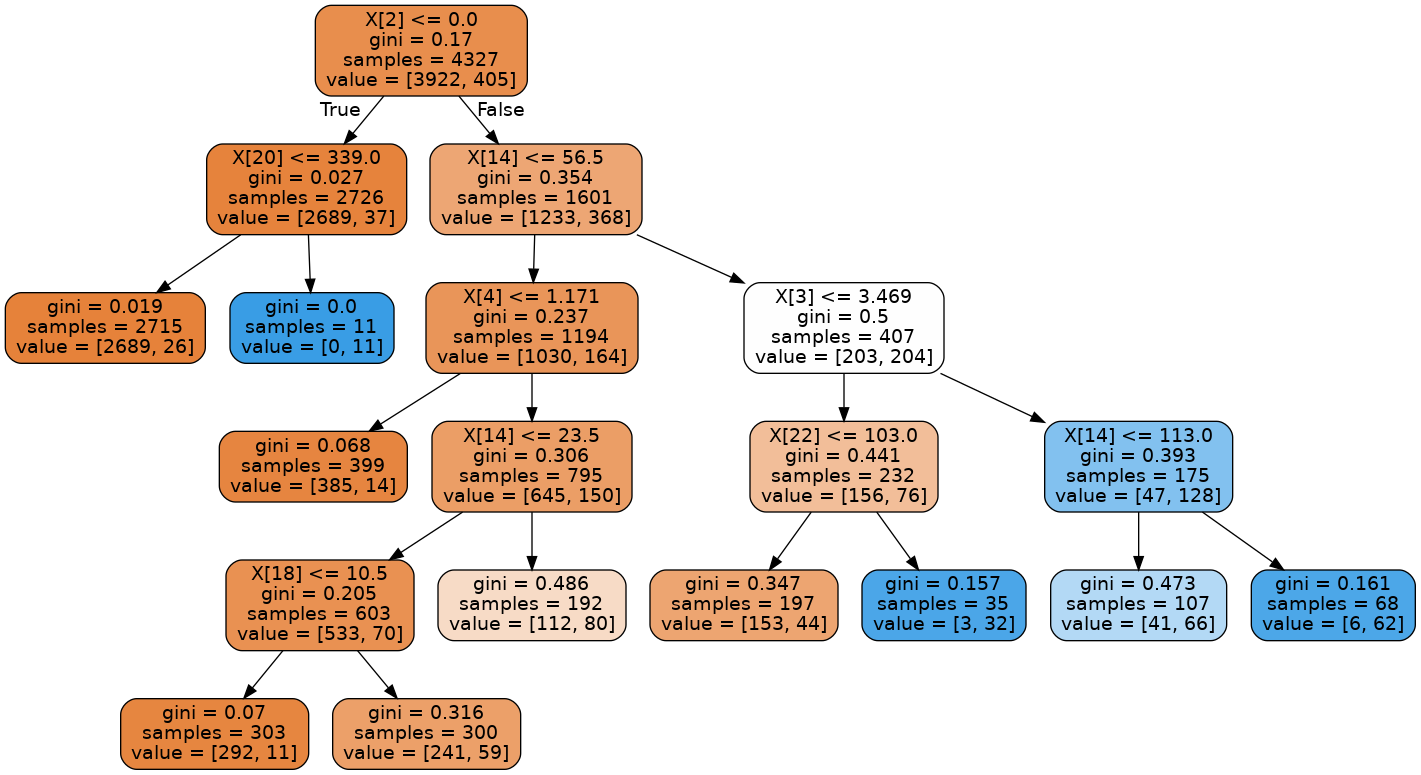 X[2] <= 0.0
gini = 0.17
samples = 4327
value = [3922, 405]
True
False
X[20] <= 339.0
gini = 0.027
samples = 2726
value = [2689, 37]
X[14] <= 56.5
gini = 0.354
samples = 1601
value = [1233, 368]
gini = 0.019
samples = 2715
value = [2689, 26]
gini = 0.0
samples = 11
value = [0, 11]
X[4] <= 1.171
gini = 0.237
samples = 1194
value = [1030, 164]
X[3] <= 3.469
gini = 0.5
samples = 407
value = [203, 204]
gini = 0.068
samples = 399
value = [385, 14]
X[14] <= 23.5
gini = 0.306
samples = 795
value = [645, 150]
X[22] <= 103.0
gini = 0.441
samples = 232
value = [156, 76]
X[14] <= 113.0
gini = 0.393
samples = 175
value = [47, 128]
X[18] <= 10.5
gini = 0.205
samples = 603
value = [533, 70]
gini = 0.486
samples = 192
value = [112, 80]
gini = 0.347
samples = 197
value = [153, 44]
gini = 0.157
samples = 35
value = [3, 32]
gini = 0.473
samples = 107
value = [41, 66]
gini = 0.161
samples = 68
value = [6, 62]
gini = 0.07
samples = 303
value = [292, 11]
gini = 0.316
samples = 300
value = [241, 59]